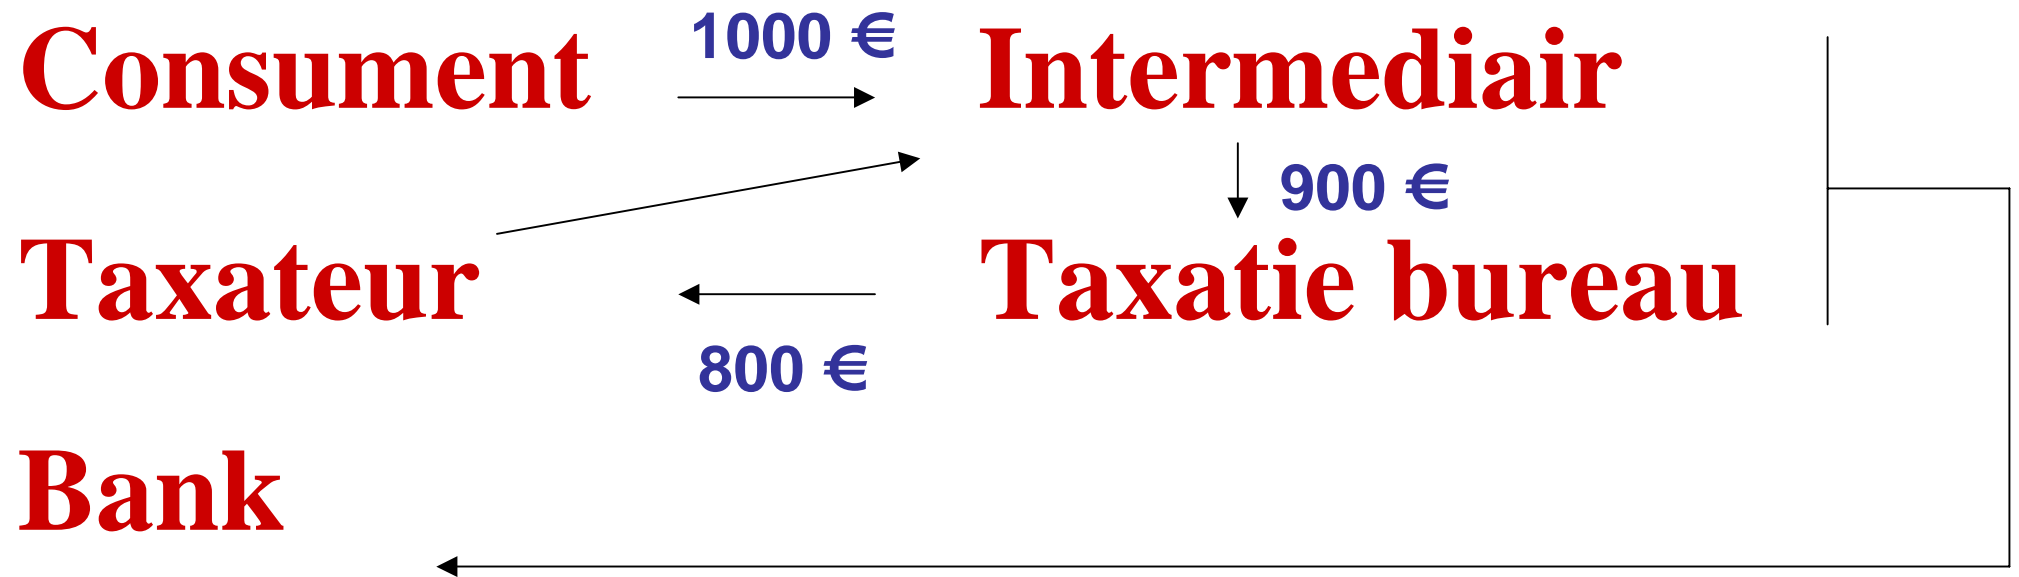 Consument 1000 € Intermediair
900 €
Taxateur Taxatie bureau
800 €
Bank